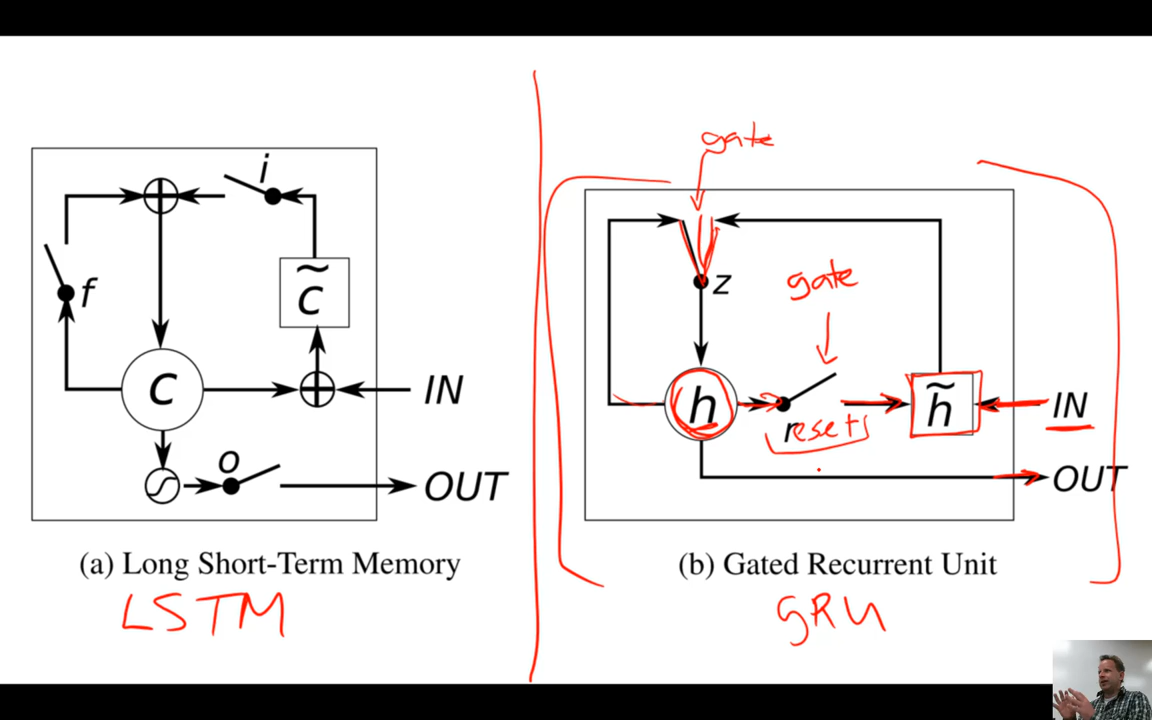 gate
i
f
c̃
C
IN
o
OUT
(a) Long Short-Term Memory
LSTM
z
gate
h
h̃
IN
resets
OUT
(b) Gated Recurrent Unit
GRU